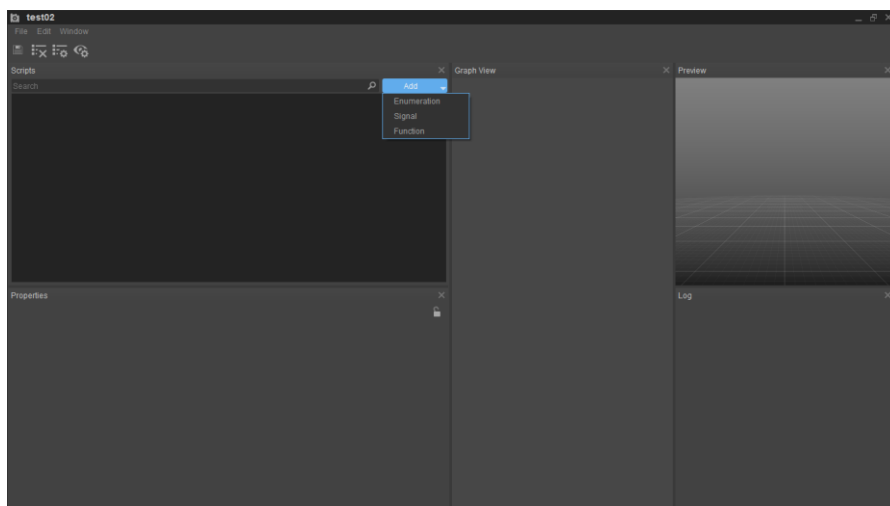 test02
File Edit Window
Scripts
Search
Add
Enumeration
Signal
Function
Graph View
Preview
Properties
Log